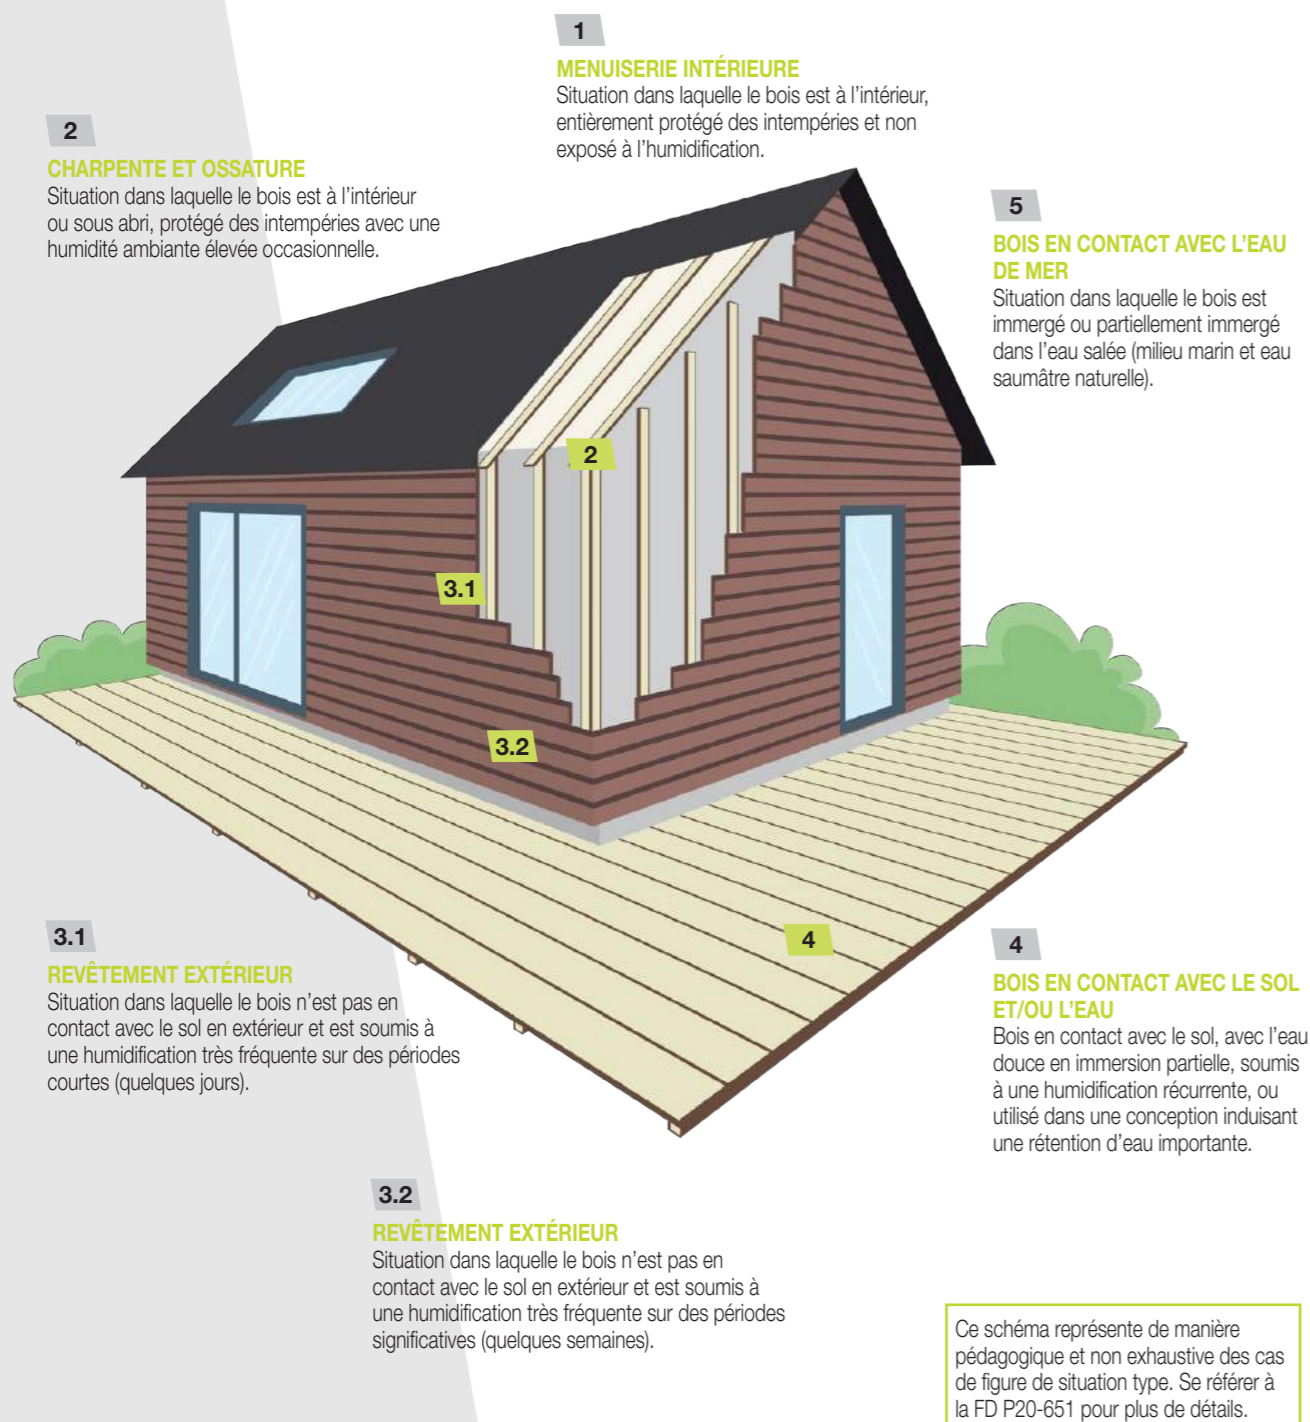 1
MENUISERIE INTÉRIEURE
Situation dans laquelle le bois est à l'intérieur,
entièrement protégé des intempéries et non
exposé à l'humidification.
2
CHARPENTE ET OSSATURE
Situation dans laquelle le bois est à l'intérieur
ou sous abri, protégé des intempéries avec une
humidité ambiante élevée occasionnelle.
5
BOIS EN CONTACT AVEC L'EAU
DE MER
Situation dans laquelle le bois est
immergé ou partiellement immergé
dans l'eau salée (milieu marin et eau
saumâtre naturelle).
2
3.1
3.2
4
3.1
REVÊTEMENT EXTÉRIEUR
Situation dans laquelle le bois n'est pas en
contact avec le sol en extérieur et est soumis à
une humidification très fréquente sur des périodes
courtes (quelques jours).
4
BOIS EN CONTACT AVEC LE SOL
ET/OU L'EAU
Bois en contact avec le sol, avec l'eau
douce en immersion partielle, soumis
à une humidification récurrente, ou
utilisé dans une conception induisant
une rétention d'eau importante.
3.2
REVÊTEMENT EXTÉRIEUR
Situation dans laquelle le bois n'est pas en
contact avec le sol en extérieur et est soumis à
une humidification très fréquente sur des périodes
significatives (quelques semaines).
Ce schéma représente de manière
pédagogique et non exhaustive des cas
de figure de situation type. Se référer à
la FD P20-651 pour plus de détails.